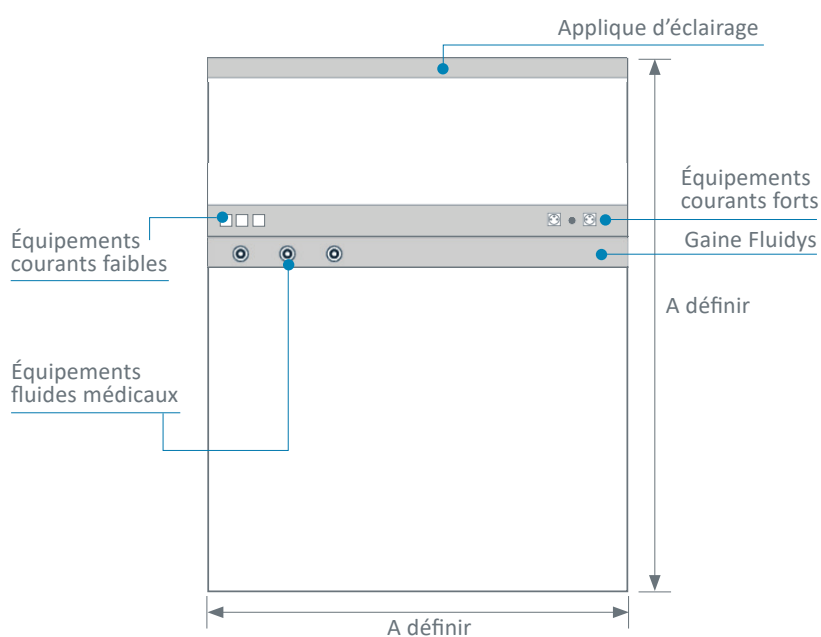 Applique d’éclairage
Équipements
courants forts
Gaine Fluidys
Équipements
courants faibles
A définir
Équipements
fluides médicaux
A définir